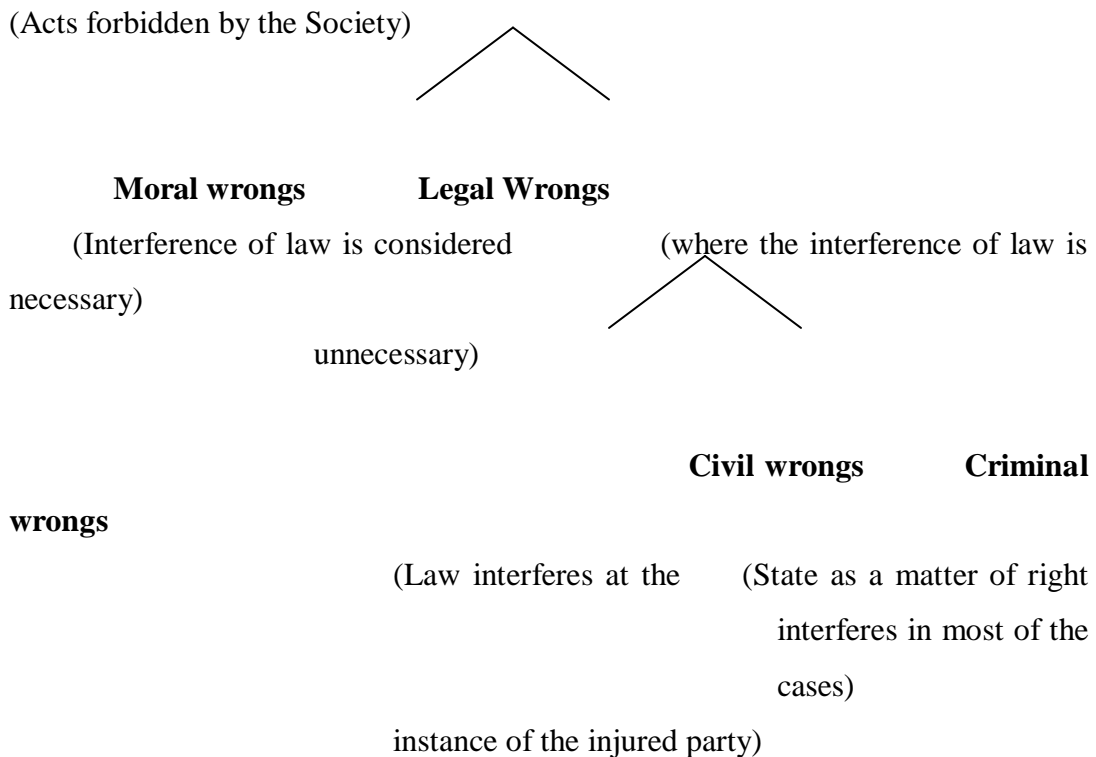 (Acts forbidden by the Society)
Moral wrongs Legal Wrongs
(Interference of law is considered (where the interference of law is
necessary)
unnecessary)
Civil wrongs Criminal
wrongs
(Law interferes at the (State as a matter of right
interferes in most of the
cases)
instance of the injured party)